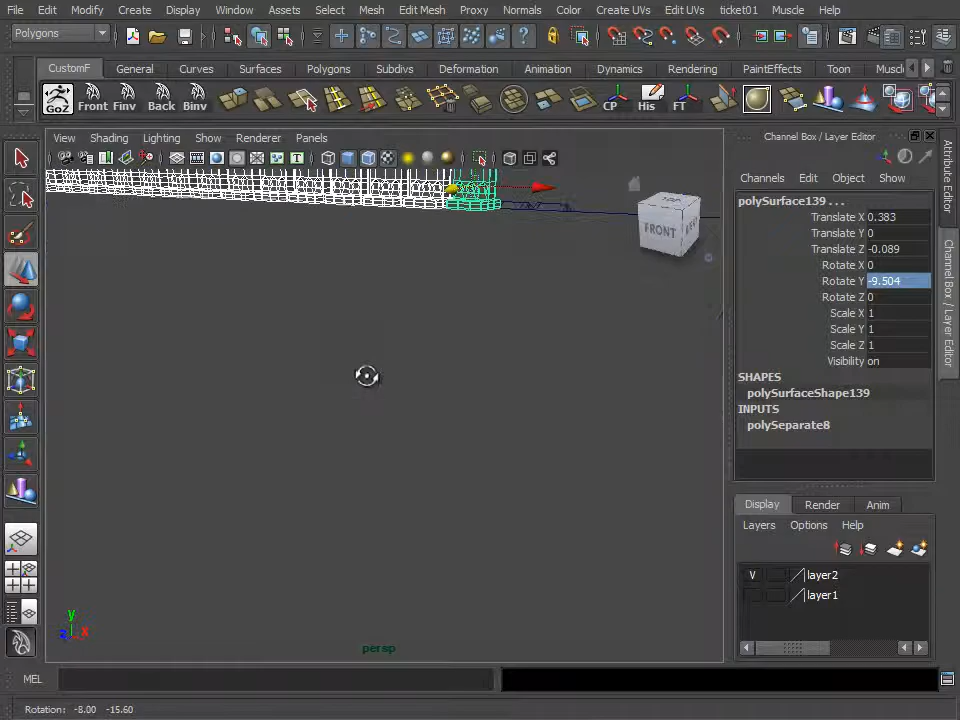 File Edit Modify Create Display Window Assets Select Mesh Edit Mesh Proxy Normals Color Create UVs Edit UVs ticket01 Muscle Help
Polygons
CustomF General Curves Surfaces Polygons Subdivs Deformation Animation Dynamics Rendering PaintEffects Toon Muscl
GoZ Front Finv Back Binv CP His FT
View Shading Lighting Show Renderer Panels
FRONT
persp
Channel Box / Layer Editor
Channels Edit Object Show
polySurface139 . . .
Translate X 0.383
Translate Y 0
Translate Z -0.089
Rotate X 0
Rotate Y -9.504
Rotate Z 0
Scale X 1
Scale Y 1
Scale Z 1
Visibility on
SHAPES
polySurfaceShape139
INPUTS
polySeparate8
Display Render Anim
Layers Options Help
V layer2
layer1
Attribute Editor
Channel Box / Layer Editor
MEL
Rotation: -8.00 -15.60